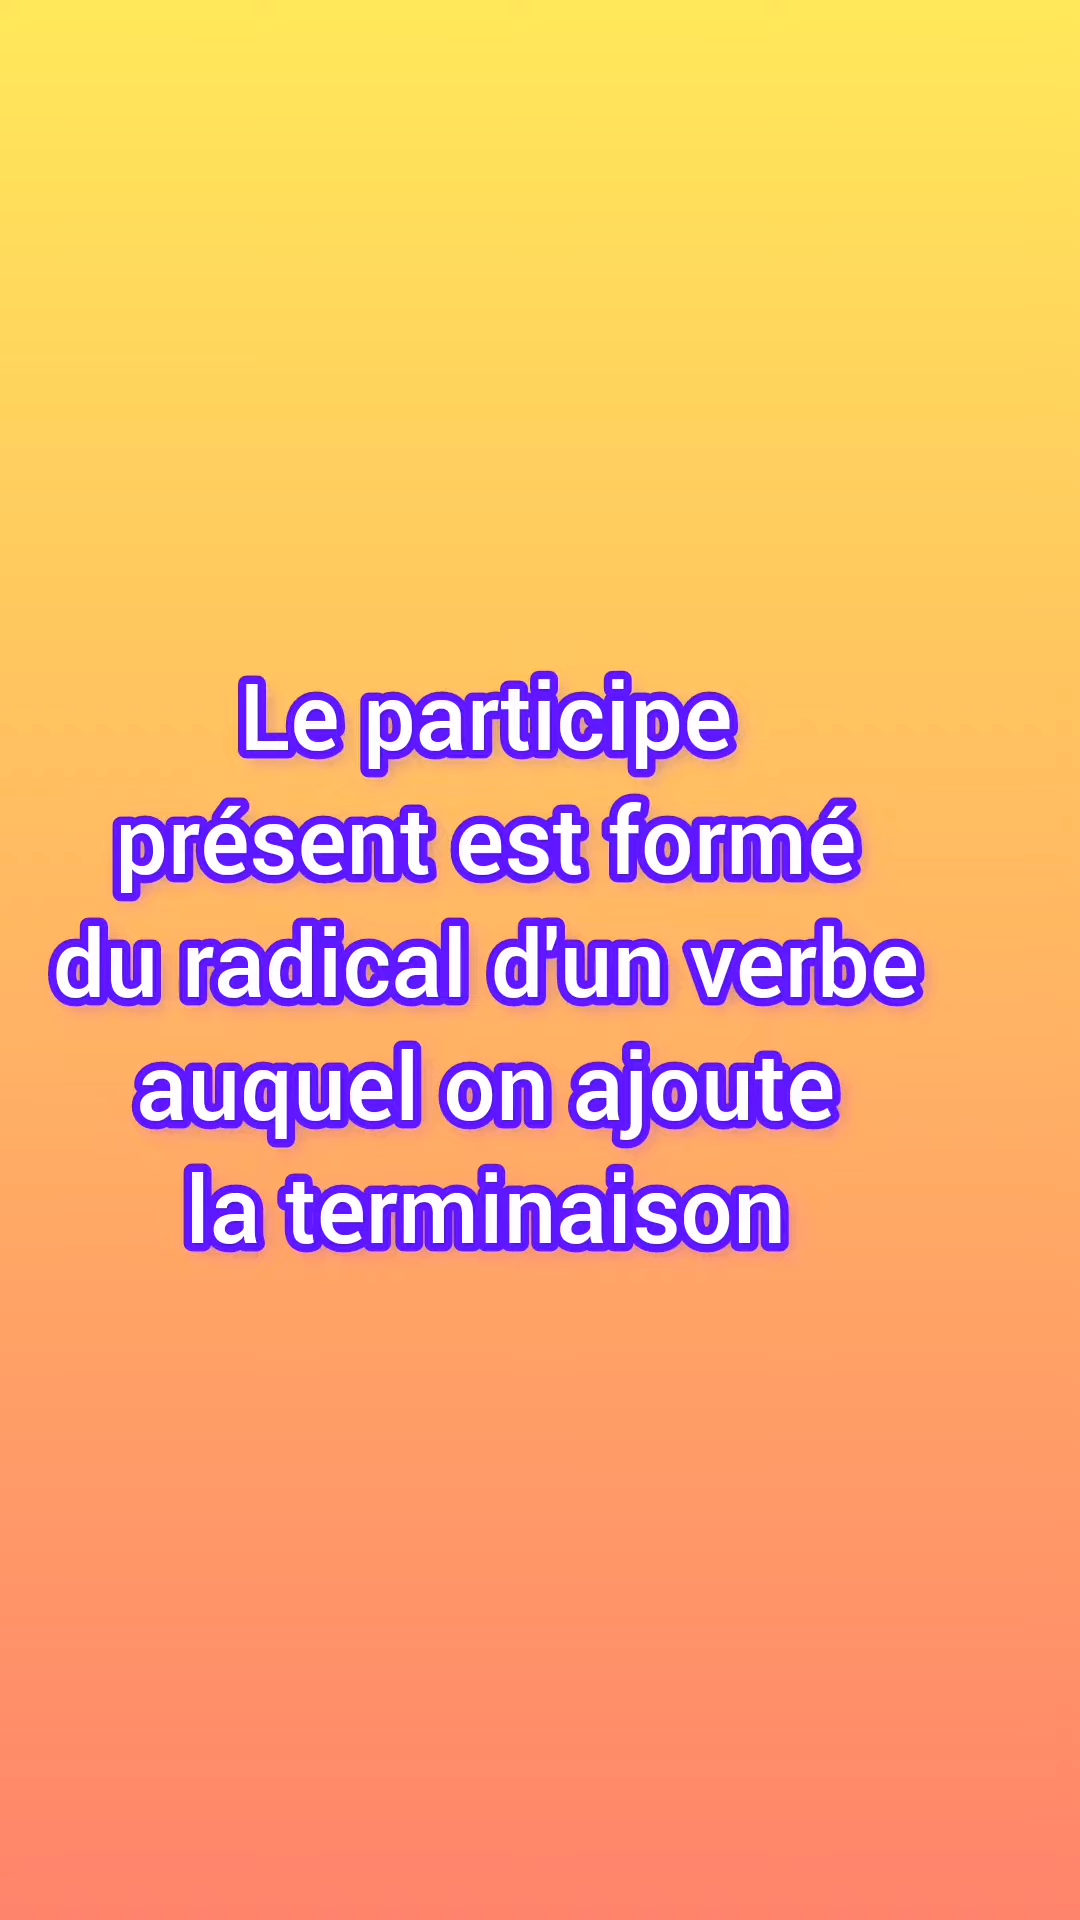 Le participe
présent est formé
du radical d'un verbe
auquel on ajoute
la terminaison